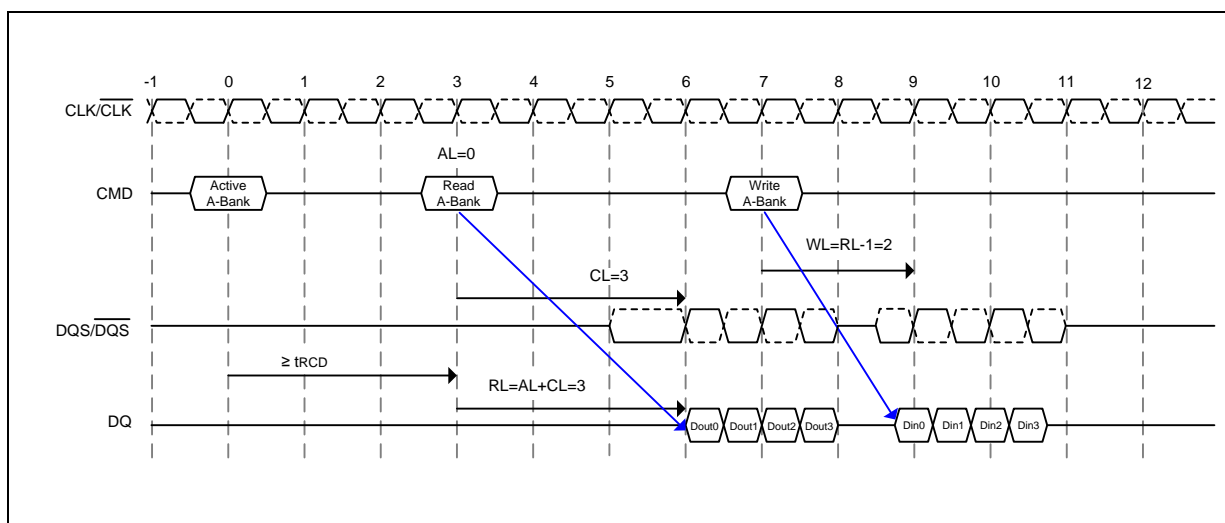 -1 0 1 2 3 4 5 6 7 8 9 10 11 12
CLK/CLK
AL=0
CMD
Active
A-Bank
Read
A-Bank
Write
A-Bank
WL=RL-1=2
CL=3
DQS/DQS
≥ tRCD
RL=AL+CL=3
DQ
Dout0 Dout1 Dout2 Dout3 Din0 Din1 Din2 Din3